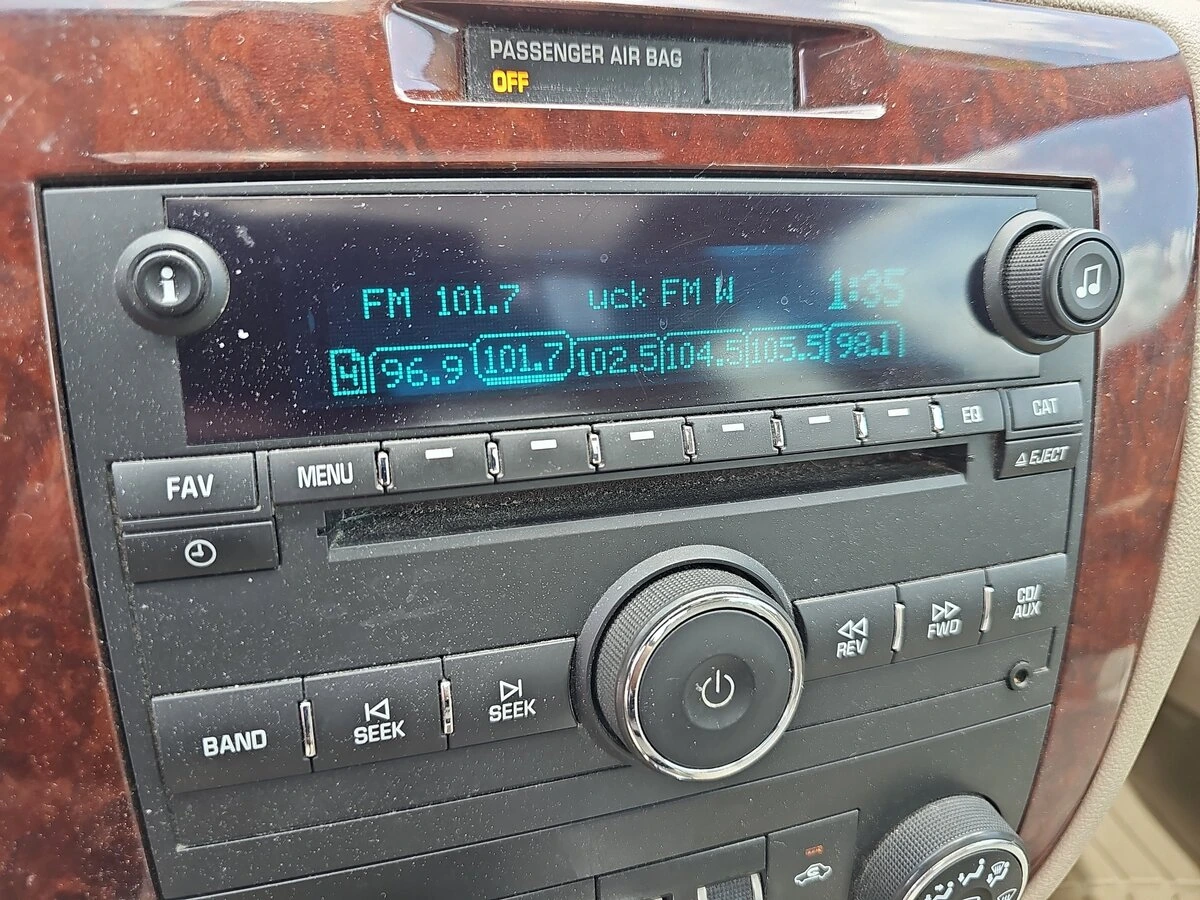 PASSENGER AIR BAG
OFF
i
FM 101.7 uck FM W 1:35
4 96.9 101.7 102.5 104.5 105.5 98.1
FAV MENU EQ CAT
EJECT
REV FWD CD/
AUX
BAND SEEK SEEK